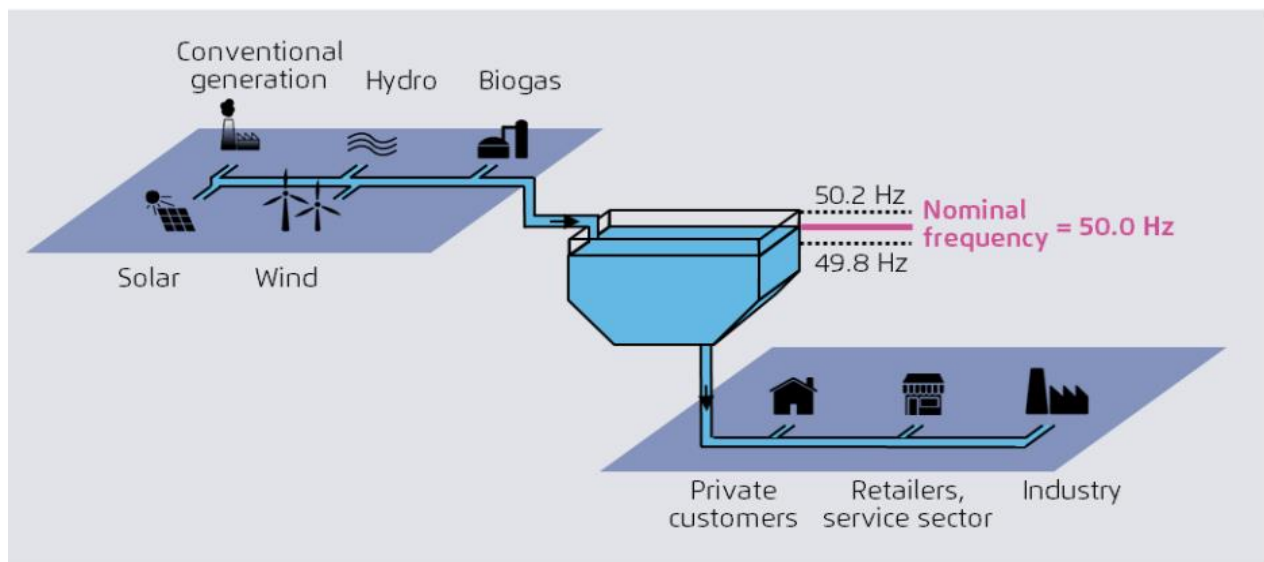 Conventional
generation
Hydro
Biogas
Solar
Wind
50.2 Hz
Nominal
frequency
= 50.0 Hz
49.8 Hz
Private
customers
Retailers,
service sector
Industry